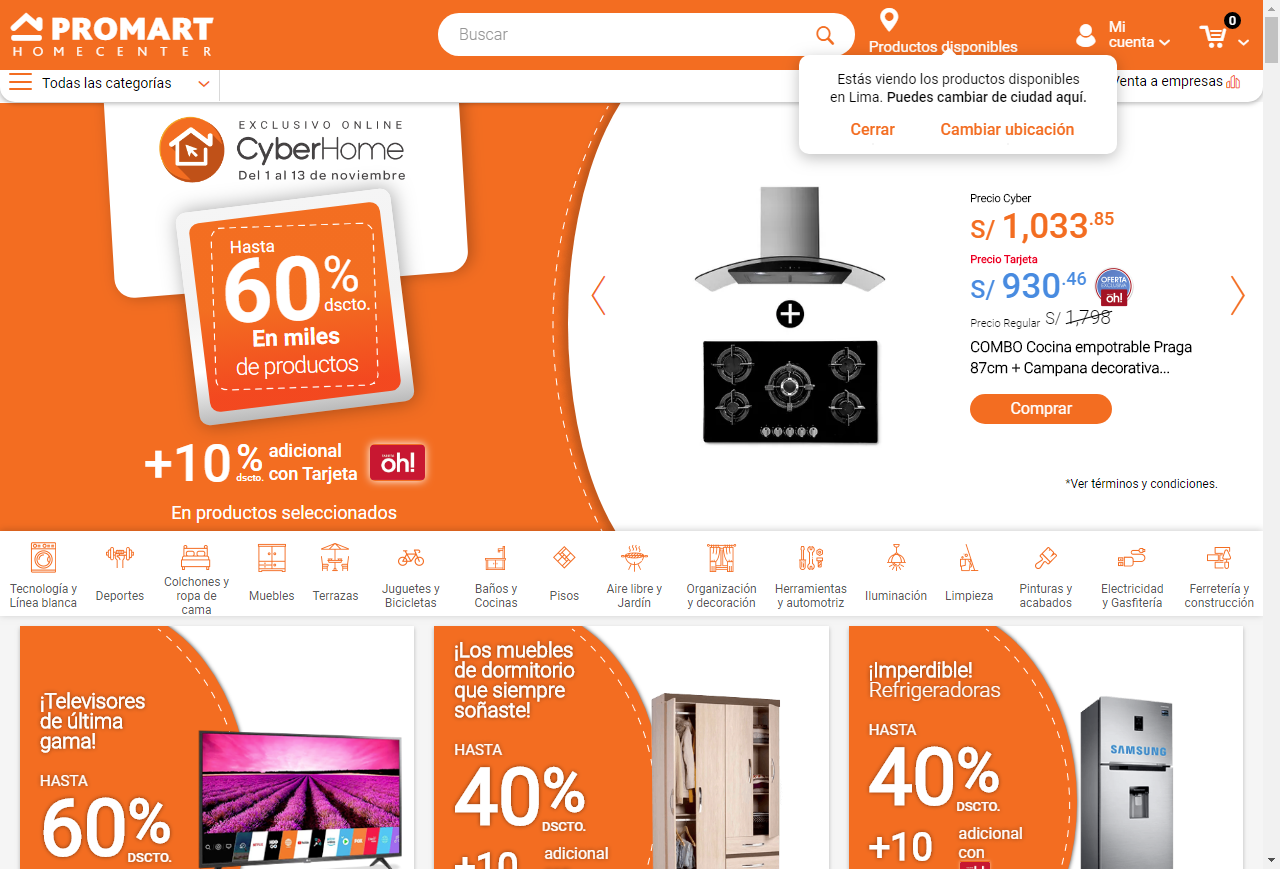 PROMART
HOMECENTER
Buscar
Productos disponibles
Mi
cuenta
0
Todas las categorías
Venta a empresas
Estás viendo los productos disponibles
en Lima. Puedes cambiar de ciudad aquí.
Cerrar
Cambiar ubicación
EXCLUSIVO ONLINE
CyberHome
Del 1 al 13 de noviembre
Hasta
60%
dscto.
En miles
de productos
+10% dscto.
adicional
con Tarjeta
TARJETA
oh!
En productos seleccionados
Precio Cyber
S/ 1,033.85
Precio Tarjeta
S/ 930.46
OFERTA
EXCLUSIVA
oh!
Precio Regular S/ 1,798
COMBO Cocina empotrable Praga
87cm + Campana decorativa...
Comprar
*Ver términos y condiciones.
Tecnología y
Línea blanca
Deportes
Colchones y
ropa de
cama
Muebles
Terrazas
Juguetes y
Bicicletas
Baños y
Cocinas
Pisos
Aire libre y
Jardín
Organización
y decoración
Herramientas
y automotriz
Iluminación
Limpieza
Pinturas y
acabados
Electricidad
y Gasfitería
Ferretería y
construcción
¡Televisores
de última
gama!
HASTA
60%
DSCTO.
¡Los muebles
de dormitorio
que siempre
soñaste!
HASTA
40%
DSCTO.
+10
adicional
¡Imperdible!
Refrigeradoras
HASTA
40%
DSCTO.
+10
adicional
con
SAMSUNG